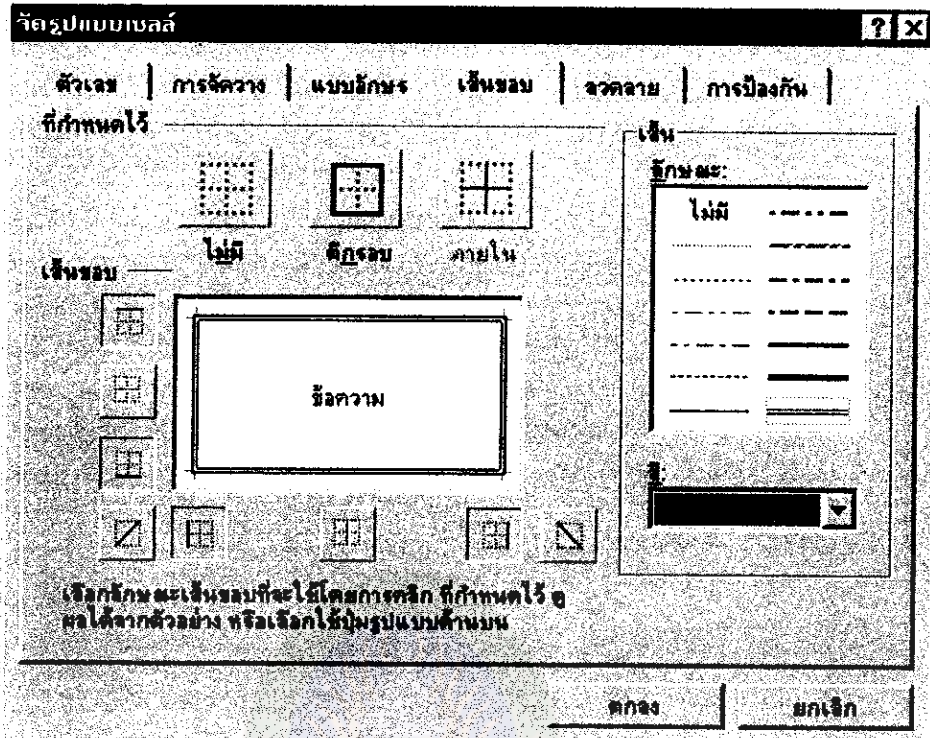 จัดรูปแบบเซลล์
ตัวเลข การจัดวาง แบบอักษร เส้นขอบ ลวดลาย การป้องกัน
ที่กำหนดไว้
เส้น
ลักษณะ:
ไม่มี
ไม่มี ตีกรอบ ภายใน
เส้นขอบ
ข้อความ
สี:
เลือกลักษณะเส้นขอบที่จะใช้โดยการคลิก ที่กำหนดไว้ ดู
ผลได้จากตัวอย่าง หรือเลือกใช้ปุ่มรูปแบบด้านบน
ตกลง ยกเลิก